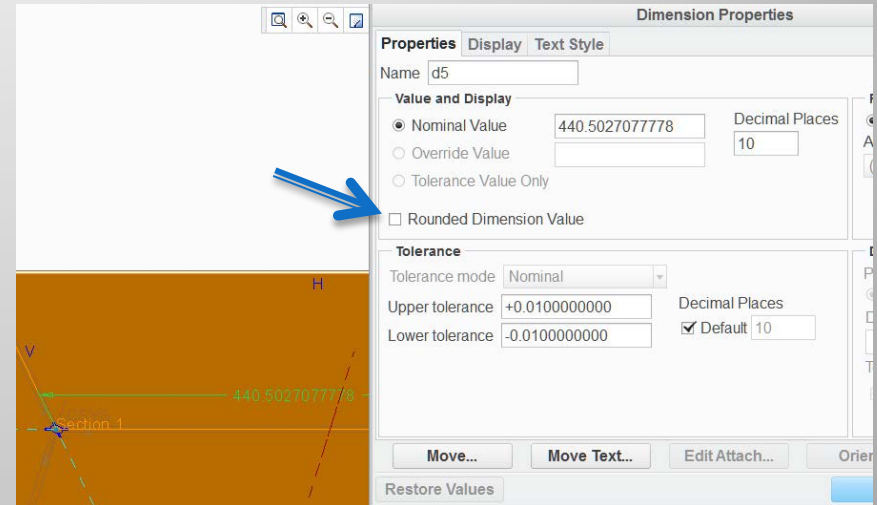 Dimension Properties
Properties Display Text Style
Name d5
Value and Display
Nominal Value 440.5027077778 Decimal Places
10
Override Value
Tolerance Value Only
Rounded Dimension Value
Tolerance
Tolerance mode Nominal
Upper tolerance +0.0100000000 Decimal Places
Lower tolerance -0.0100000000 Default 10
H
V
440.5027077778
Section 1
Move... Move Text... Edit Attach...
Restore Values